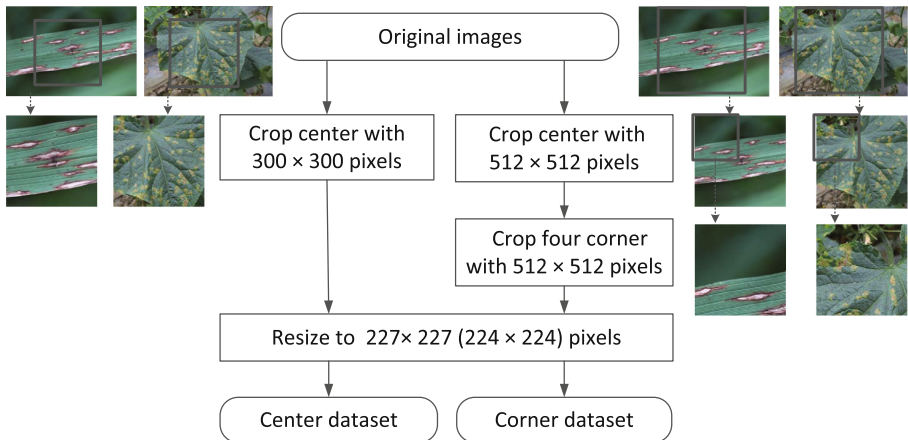 Original images
Crop center with
300 × 300 pixels
Crop center with
512 × 512 pixels
Crop four corner
with 512 × 512 pixels
Resize to  227× 227 (224 × 224) pixels
Center dataset
Corner dataset